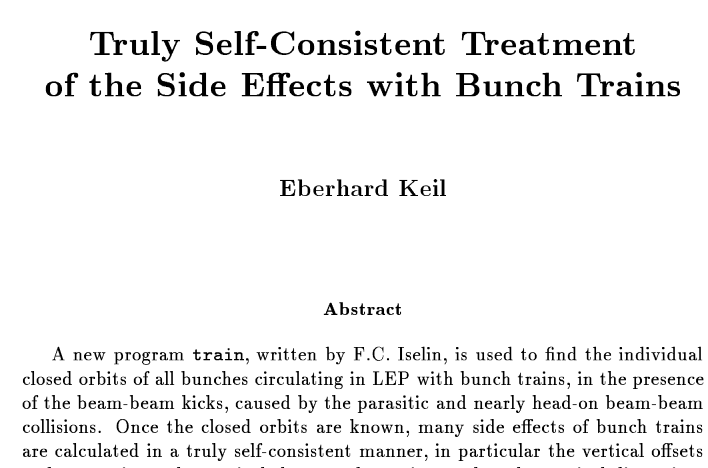 Truly Self-Consistent Treatment
of the Side Effects with Bunch Trains
Eberhard Keil
Abstract
A new program train, written by F.C. Iselin, is used to find the individual
closed orbits of all bunches circulating in LEP with bunch trains, in the presence
of the beam-beam kicks, caused by the parasitic and nearly head-on beam-beam
collisions. Once the closed orbits are known, many side effects of bunch trains
are calculated in a truly self-consistent manner, in particular the vertical offsets